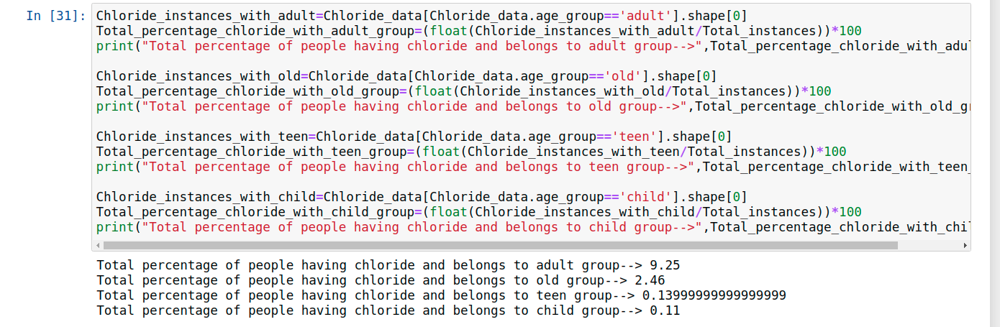 In [31]: Chloride_instances_with_adult=Chloride_data[Chloride_data.age_group=='adult'].shape[0]
Total_percentage_chloride_with_adult_group=(float(Chloride_instances_with_adult/Total_instances))*100
print("Total percentage of people having chloride and belongs to adult group-->",Total_percentage_chloride_with_adul
Chloride_instances_with_old=Chloride_data[Chloride_data.age_group=='old'].shape[0]
Total_percentage_chloride_with_old_group=(float(Chloride_instances_with_old/Total_instances))*100
print("Total percentage of people having chloride and belongs to old group-->",Total_percentage_chloride_with_old_gr
Chloride_instances_with_teen=Chloride_data[Chloride_data.age_group=='teen'].shape[0]
Total_percentage_chloride_with_teen_group=(float(Chloride_instances_with_teen/Total_instances))*100
print("Total percentage of people having chloride and belongs to teen group-->",Total_percentage_chloride_with_teen_
Chloride_instances_with_child=Chloride_data[Chloride_data.age_group=='child'].shape[0]
Total_percentage_chloride_with_child_group=(float(Chloride_instances_with_child/Total_instances))*100
print("Total percentage of people having chloride and belongs to child group-->",Total_percentage_chloride_with_chil
Total percentage of people having chloride and belongs to adult group--> 9.25
Total percentage of people having chloride and belongs to old group--> 2.46
Total percentage of people having chloride and belongs to teen group--> 0.13999999999999999
Total percentage of people having chloride and belongs to child group--> 0.11